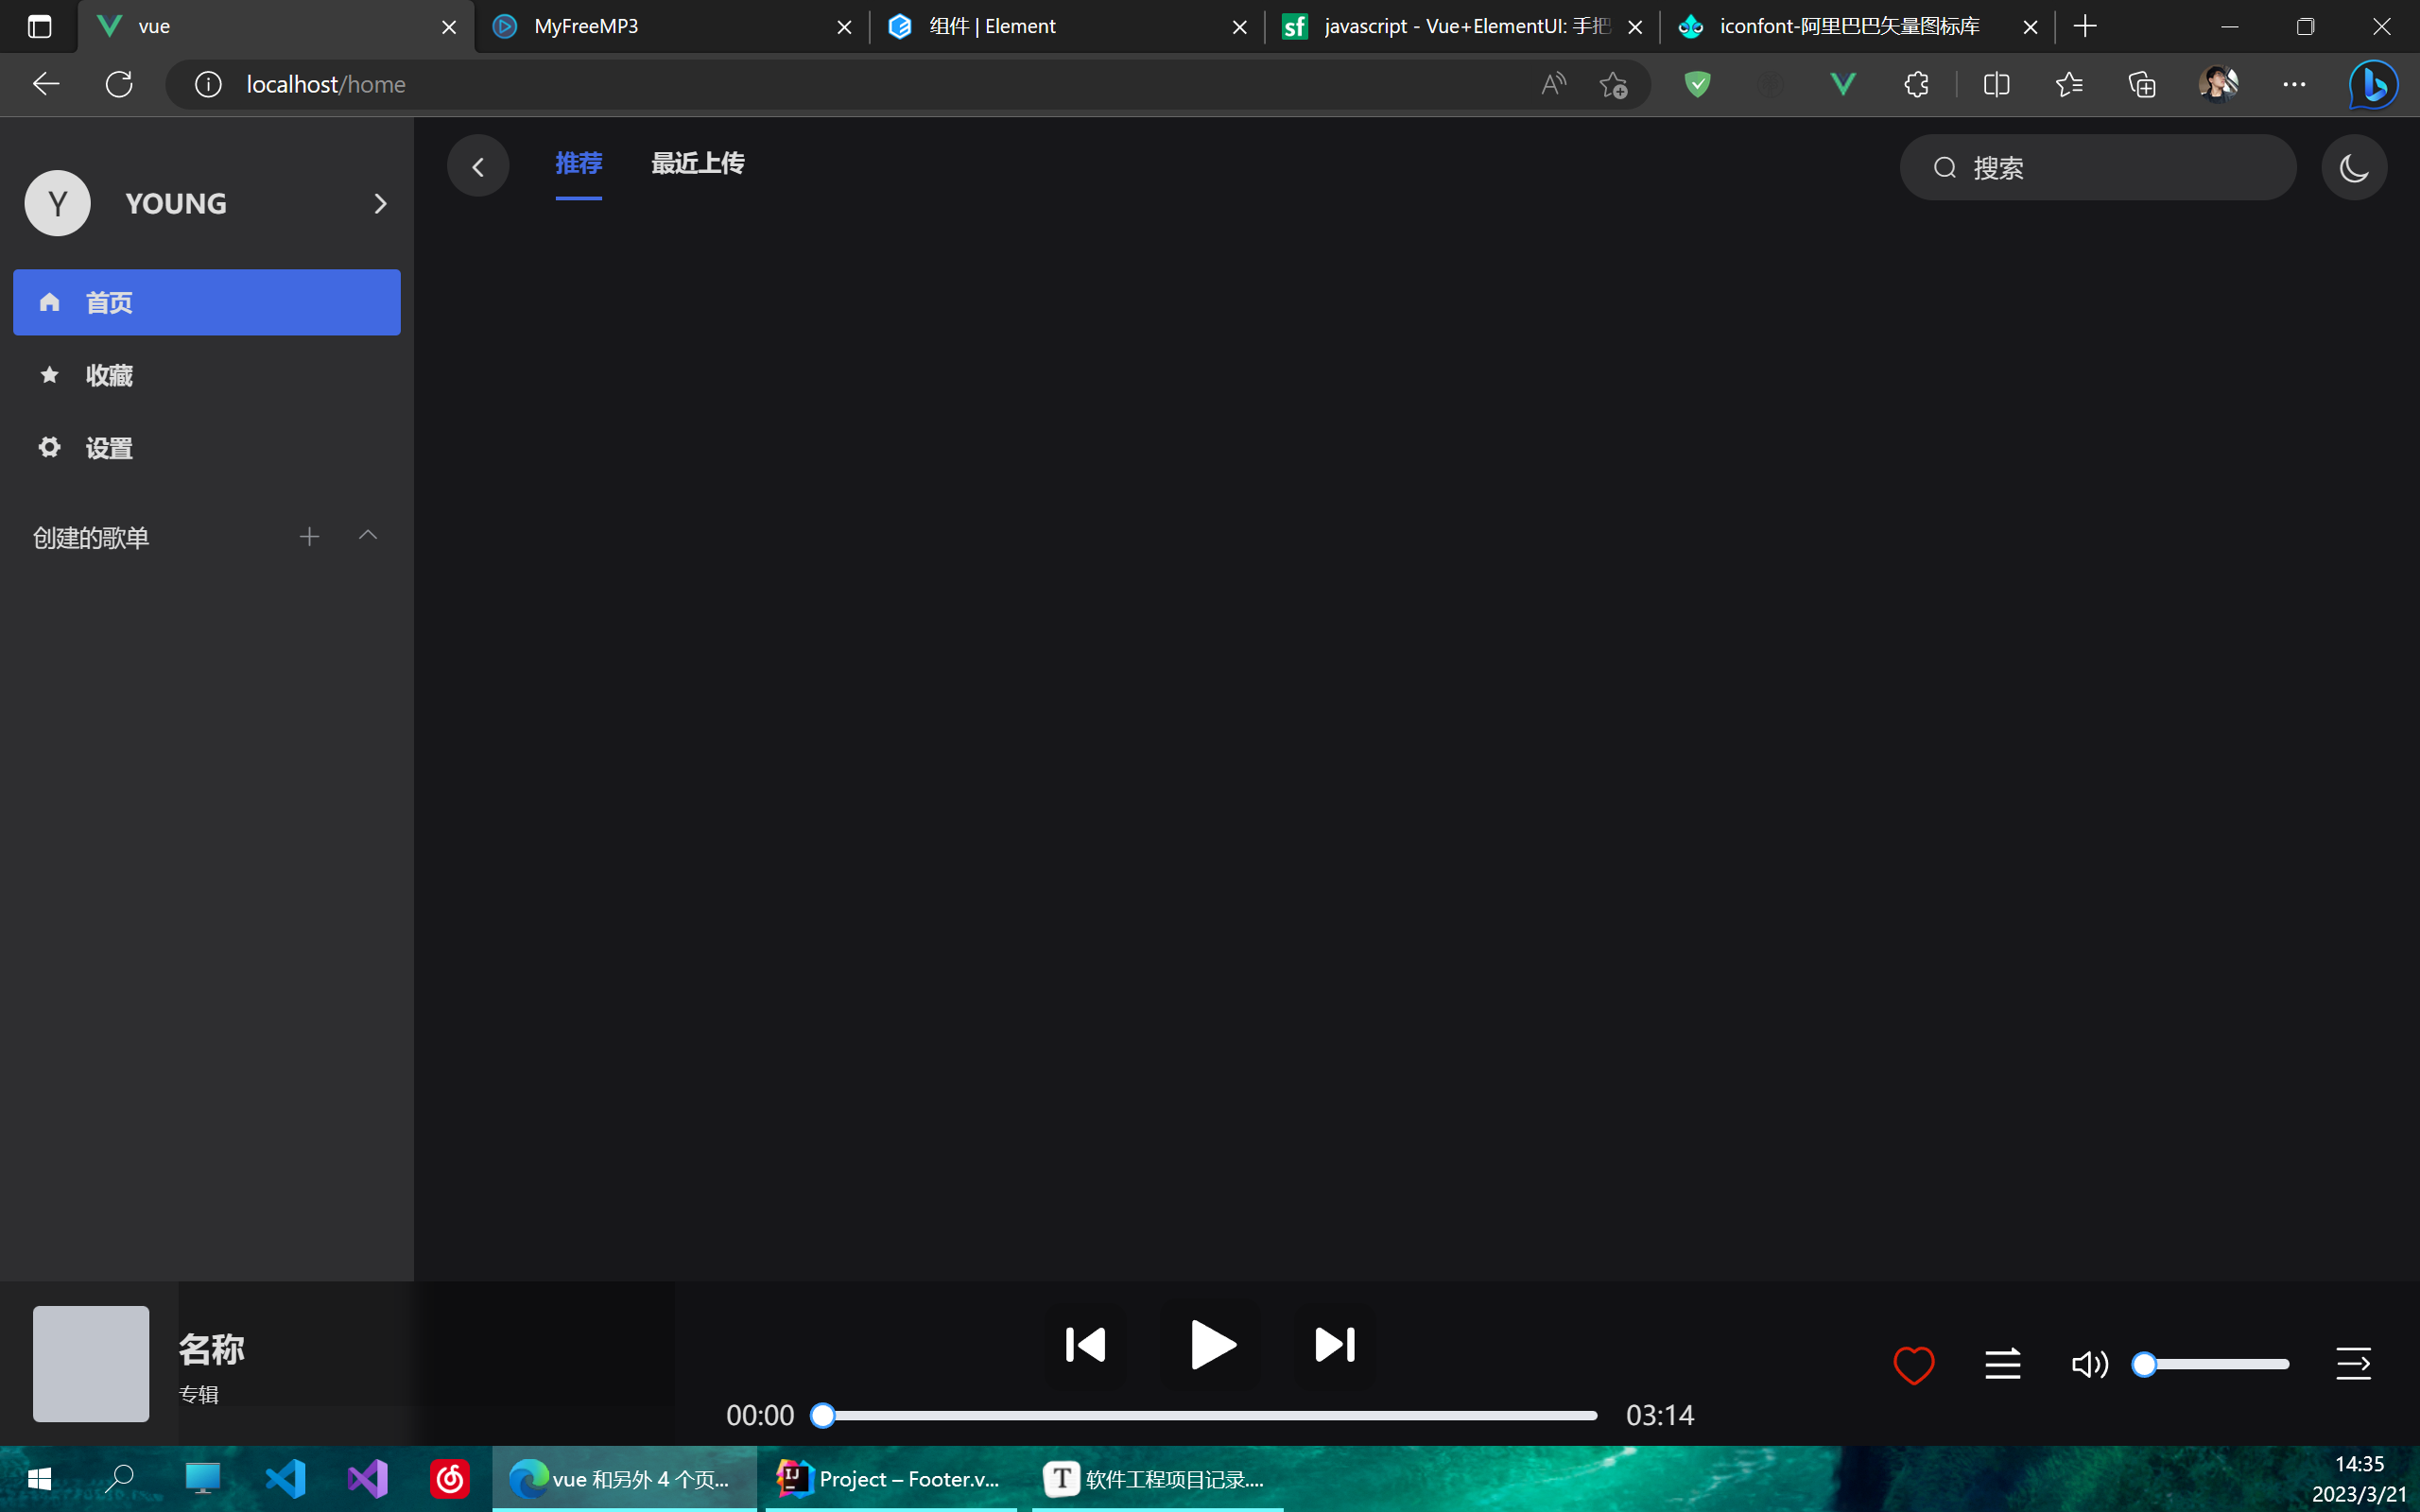 vue
MyFreeMP3
组件 | Element
sf
javascript - Vue+ElementUI: 手把
iconfont-阿里巴巴矢量图标库
localhost/home
推荐
最近上传
搜索
Y
YOUNG
首页
收藏
设置
创建的歌单
名称
专辑
00:00
03:14
vue 和另外 4 个页...
IJ
Project – Footer.v...
T
软件工程项目记录....
14:35
2023/3/21